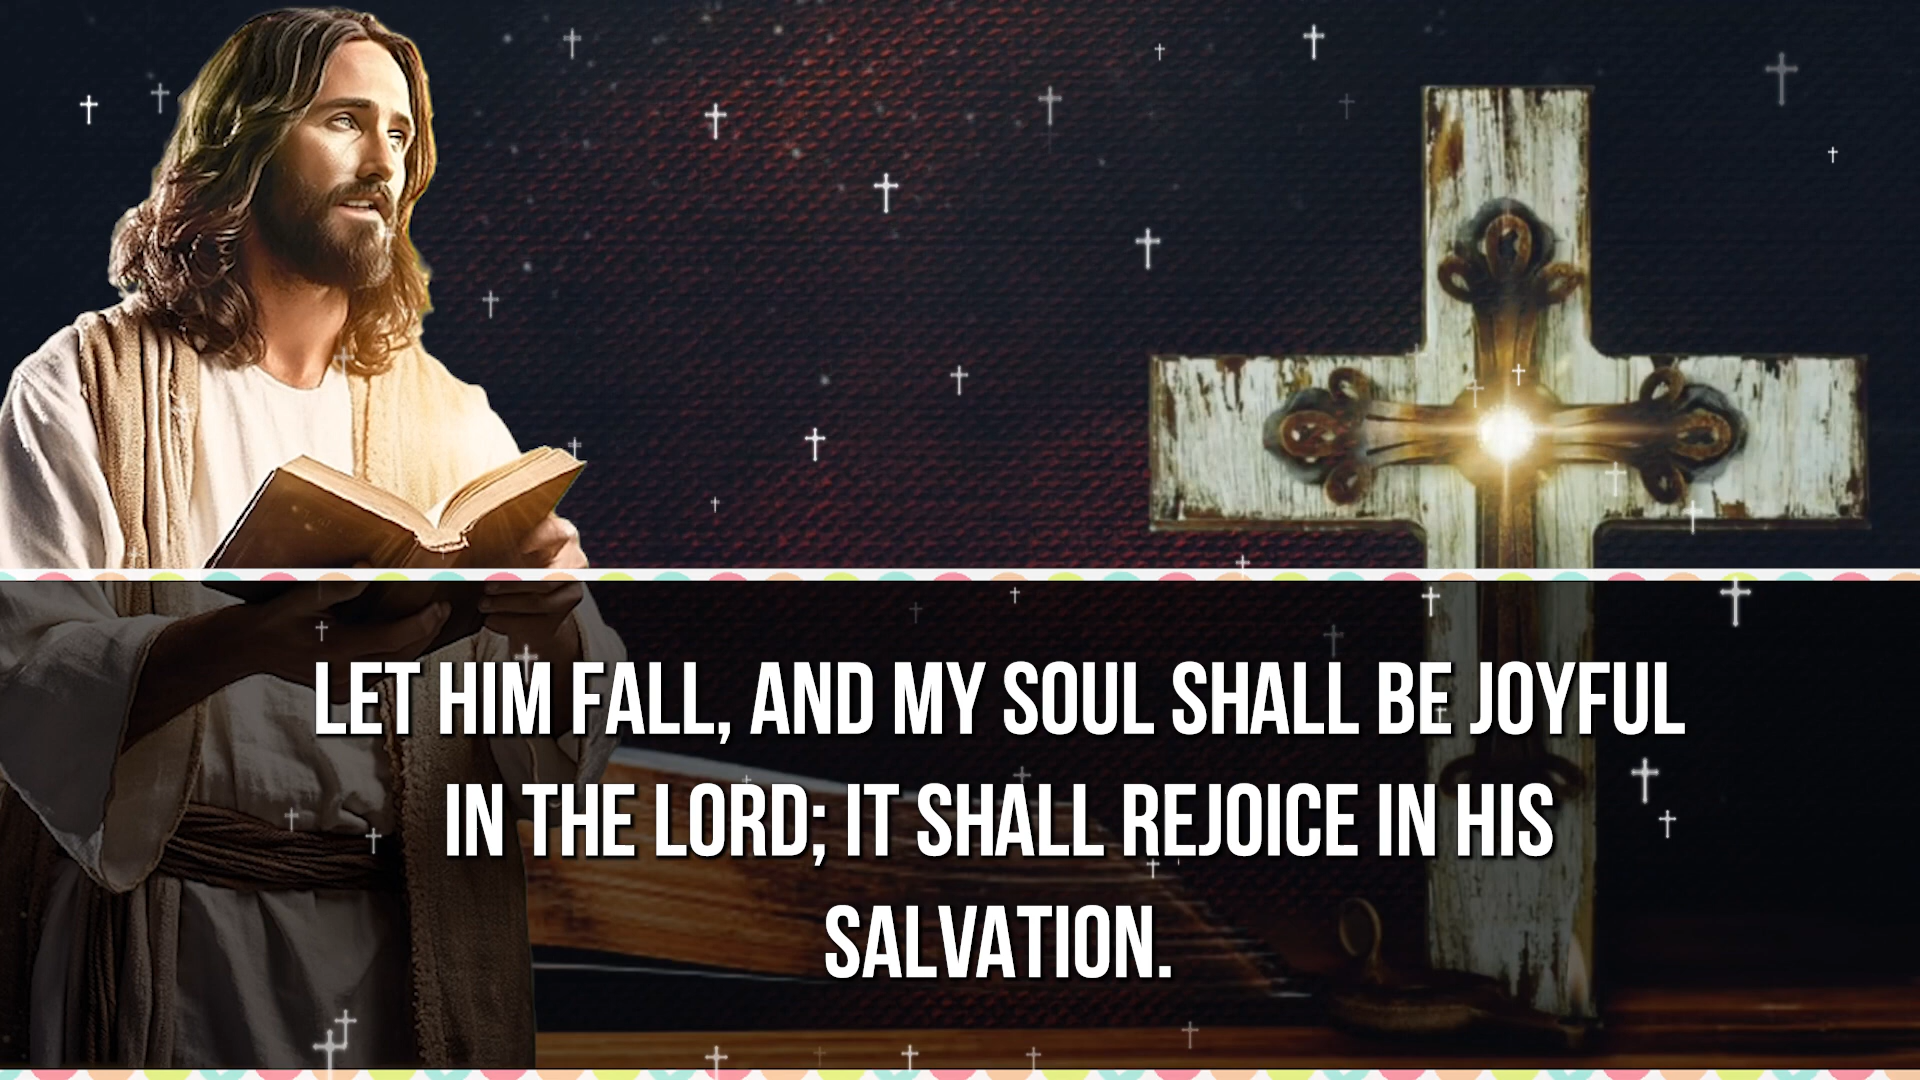 LET HIM FALL, AND MY SOUL SHALL BE JOYFUL
IN THE LORD; IT SHALL REJOICE IN HIS
SALVATION.